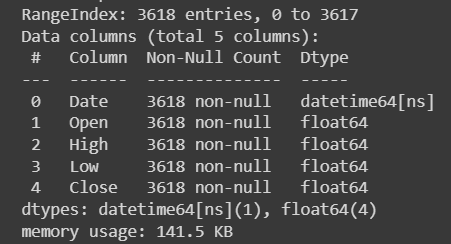 RangeIndex: 3618 entries, 0 to 3617
Data columns (total 5 columns):
 #   Column  Non-Null Count  Dtype
---  ------  --------------  -----
 0   Date    3618 non-null   datetime64[ns]
 1   Open    3618 non-null   float64
 2   High    3618 non-null   float64
 3   Low     3618 non-null   float64
 4   Close   3618 non-null   float64
dtypes: datetime64[ns](1), float64(4)
memory usage: 141.5 KB